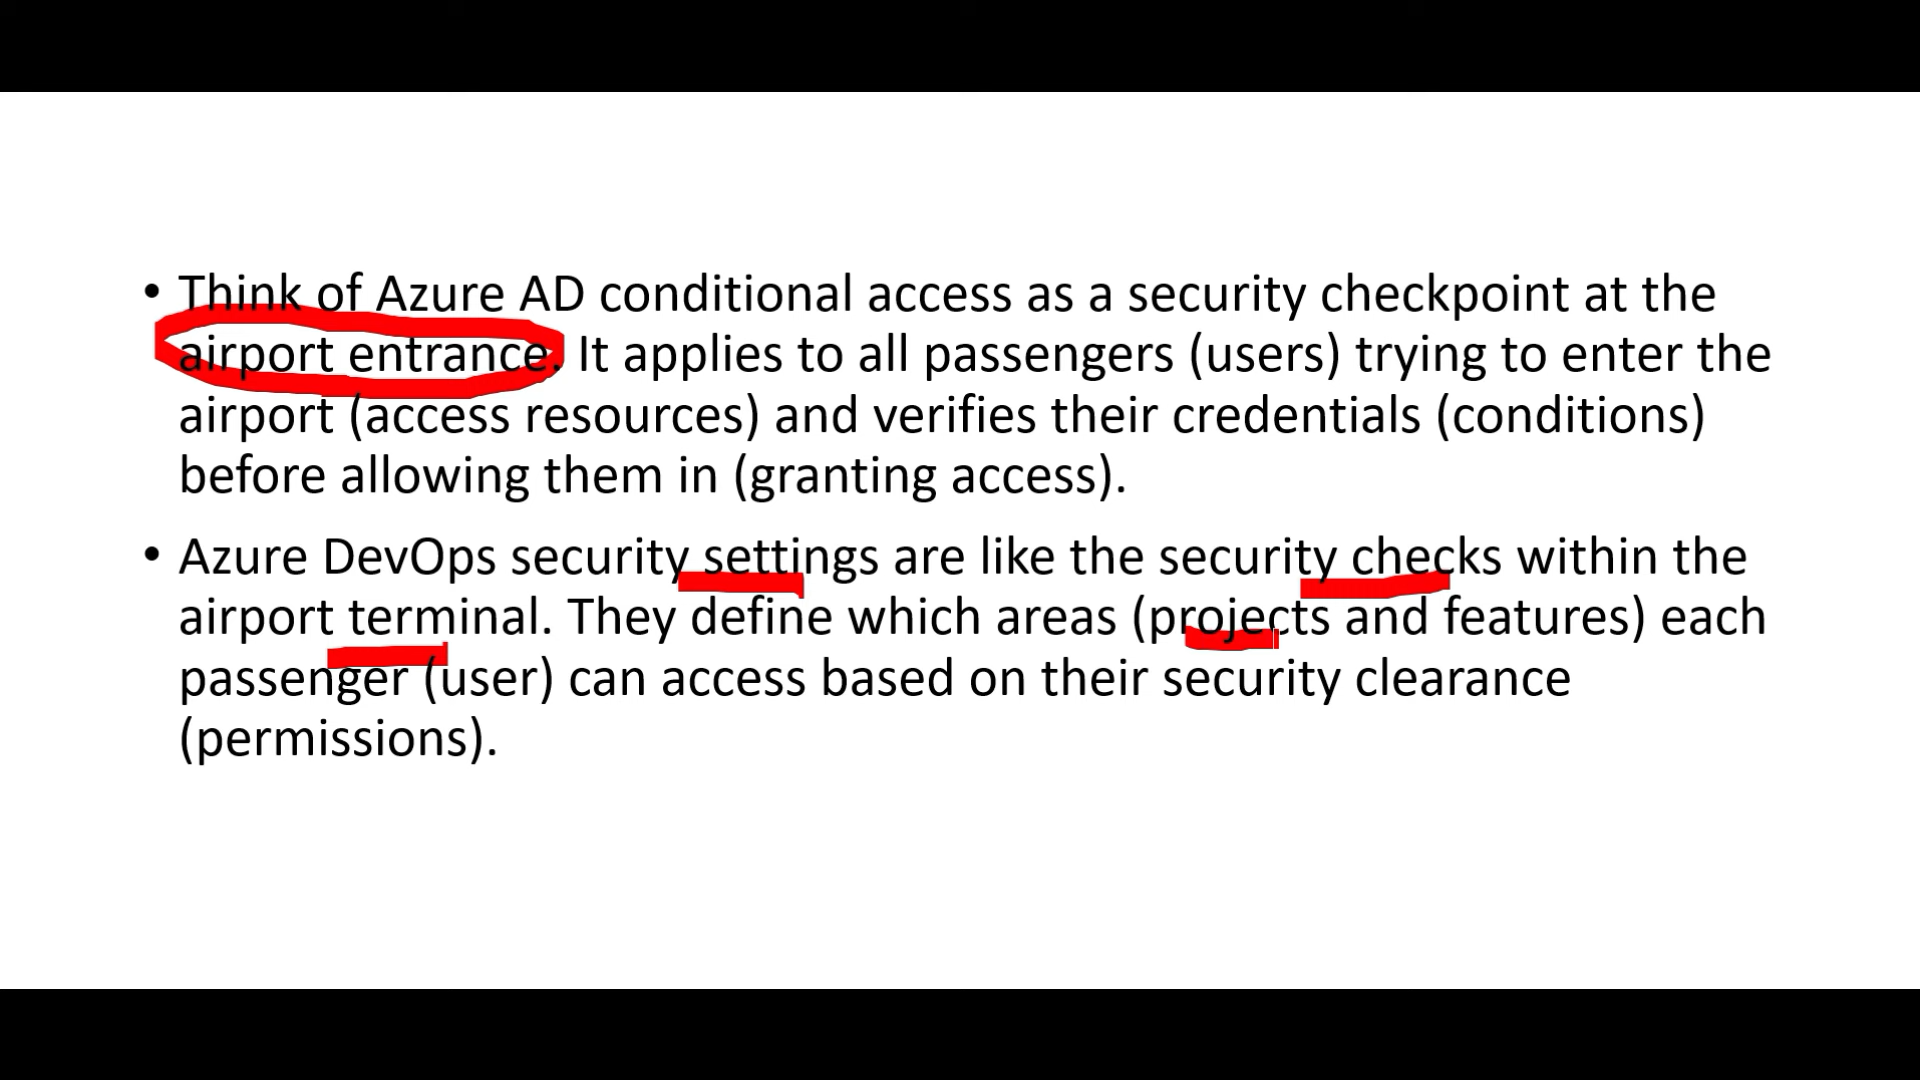 • Think of Azure AD conditional access as a security checkpoint at the
airport entrance. It applies to all passengers (users) trying to enter the
airport (access resources) and verifies their credentials (conditions)
before allowing them in (granting access).
• Azure DevOps security settings are like the security checks within the
airport terminal. They define which areas (projects and features) each
passenger (user) can access based on their security clearance
(permissions).